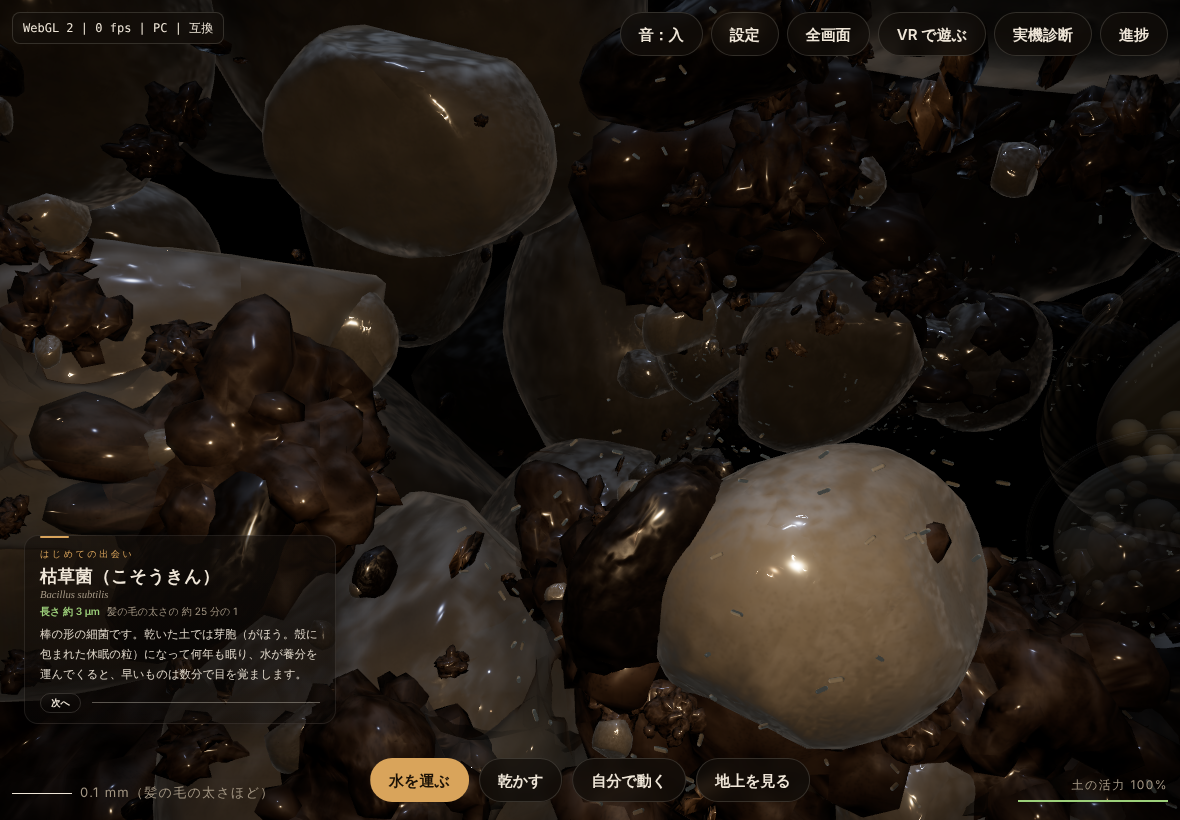 WebGL 2 | 0 fps | PC | 互換
音：入
設定
全画面
VR で遊ぶ
実機診断
進捗
はじめての出会い
枯草菌（こそうきん）
Bacillus subtilis
長さ 約 3 μm 髪の毛の太さの 約 25 分の 1
棒の形の細菌です。乾いた土では芽胞（がほう。殻に
包まれた休眠の粒）になって何年も眠り、水が養分を
運んでくると、早いものは数分で目を覚まします。
次へ
0.1 mm（髪の毛の太さほど）
水を運ぶ
乾かす
自分で動く
地上を見る
土の活力 100%